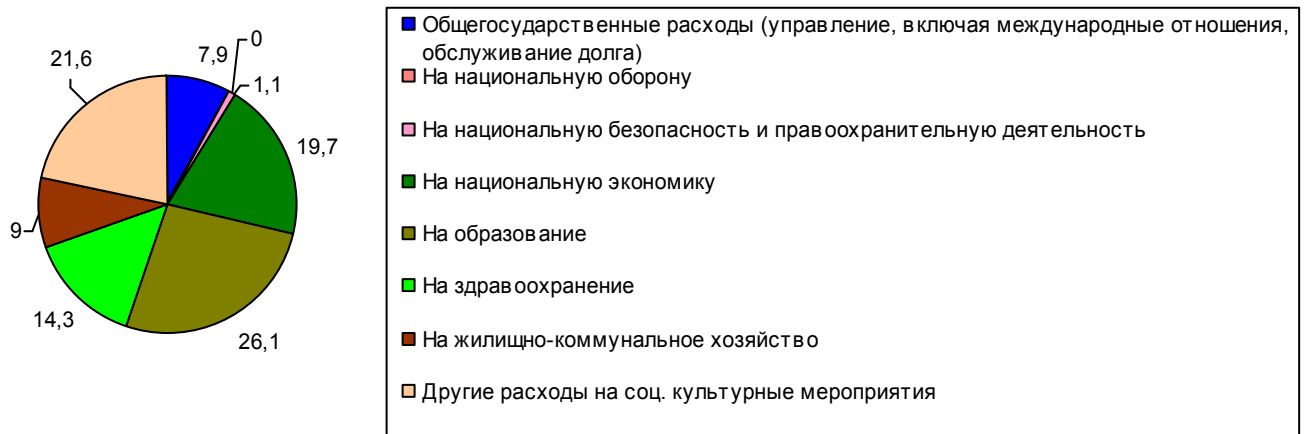 7,9
0
1,1
19,7
26,1
14,3
9
21,6
Общегосударственные расходы (управление, включая международные отношения,
обслуживание долга)
На национальную оборону
На национальную безопасность и правоохранительную деятельность
На национальную экономику
На образование
На здравоохранение
На жилищно-коммунальное хозяйство
Другие расходы на соц. культурные мероприятия